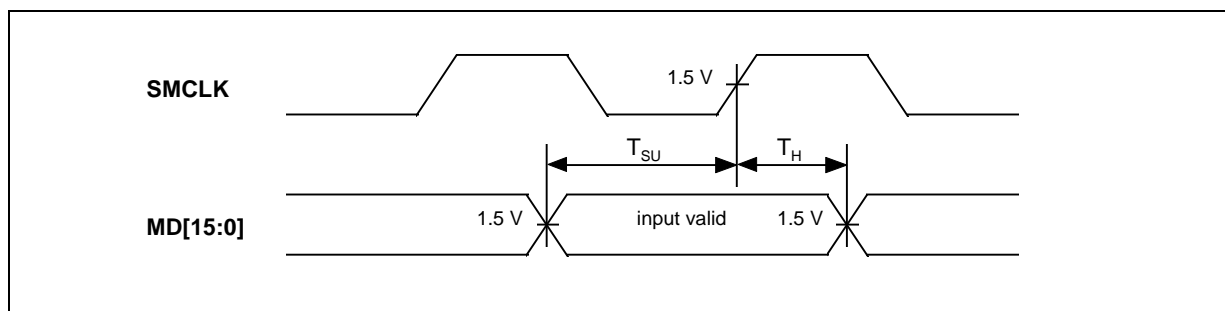 1.5 V
SMCLK
T_SU T_H
1.5 V input valid 1.5 V
MD[15:0]